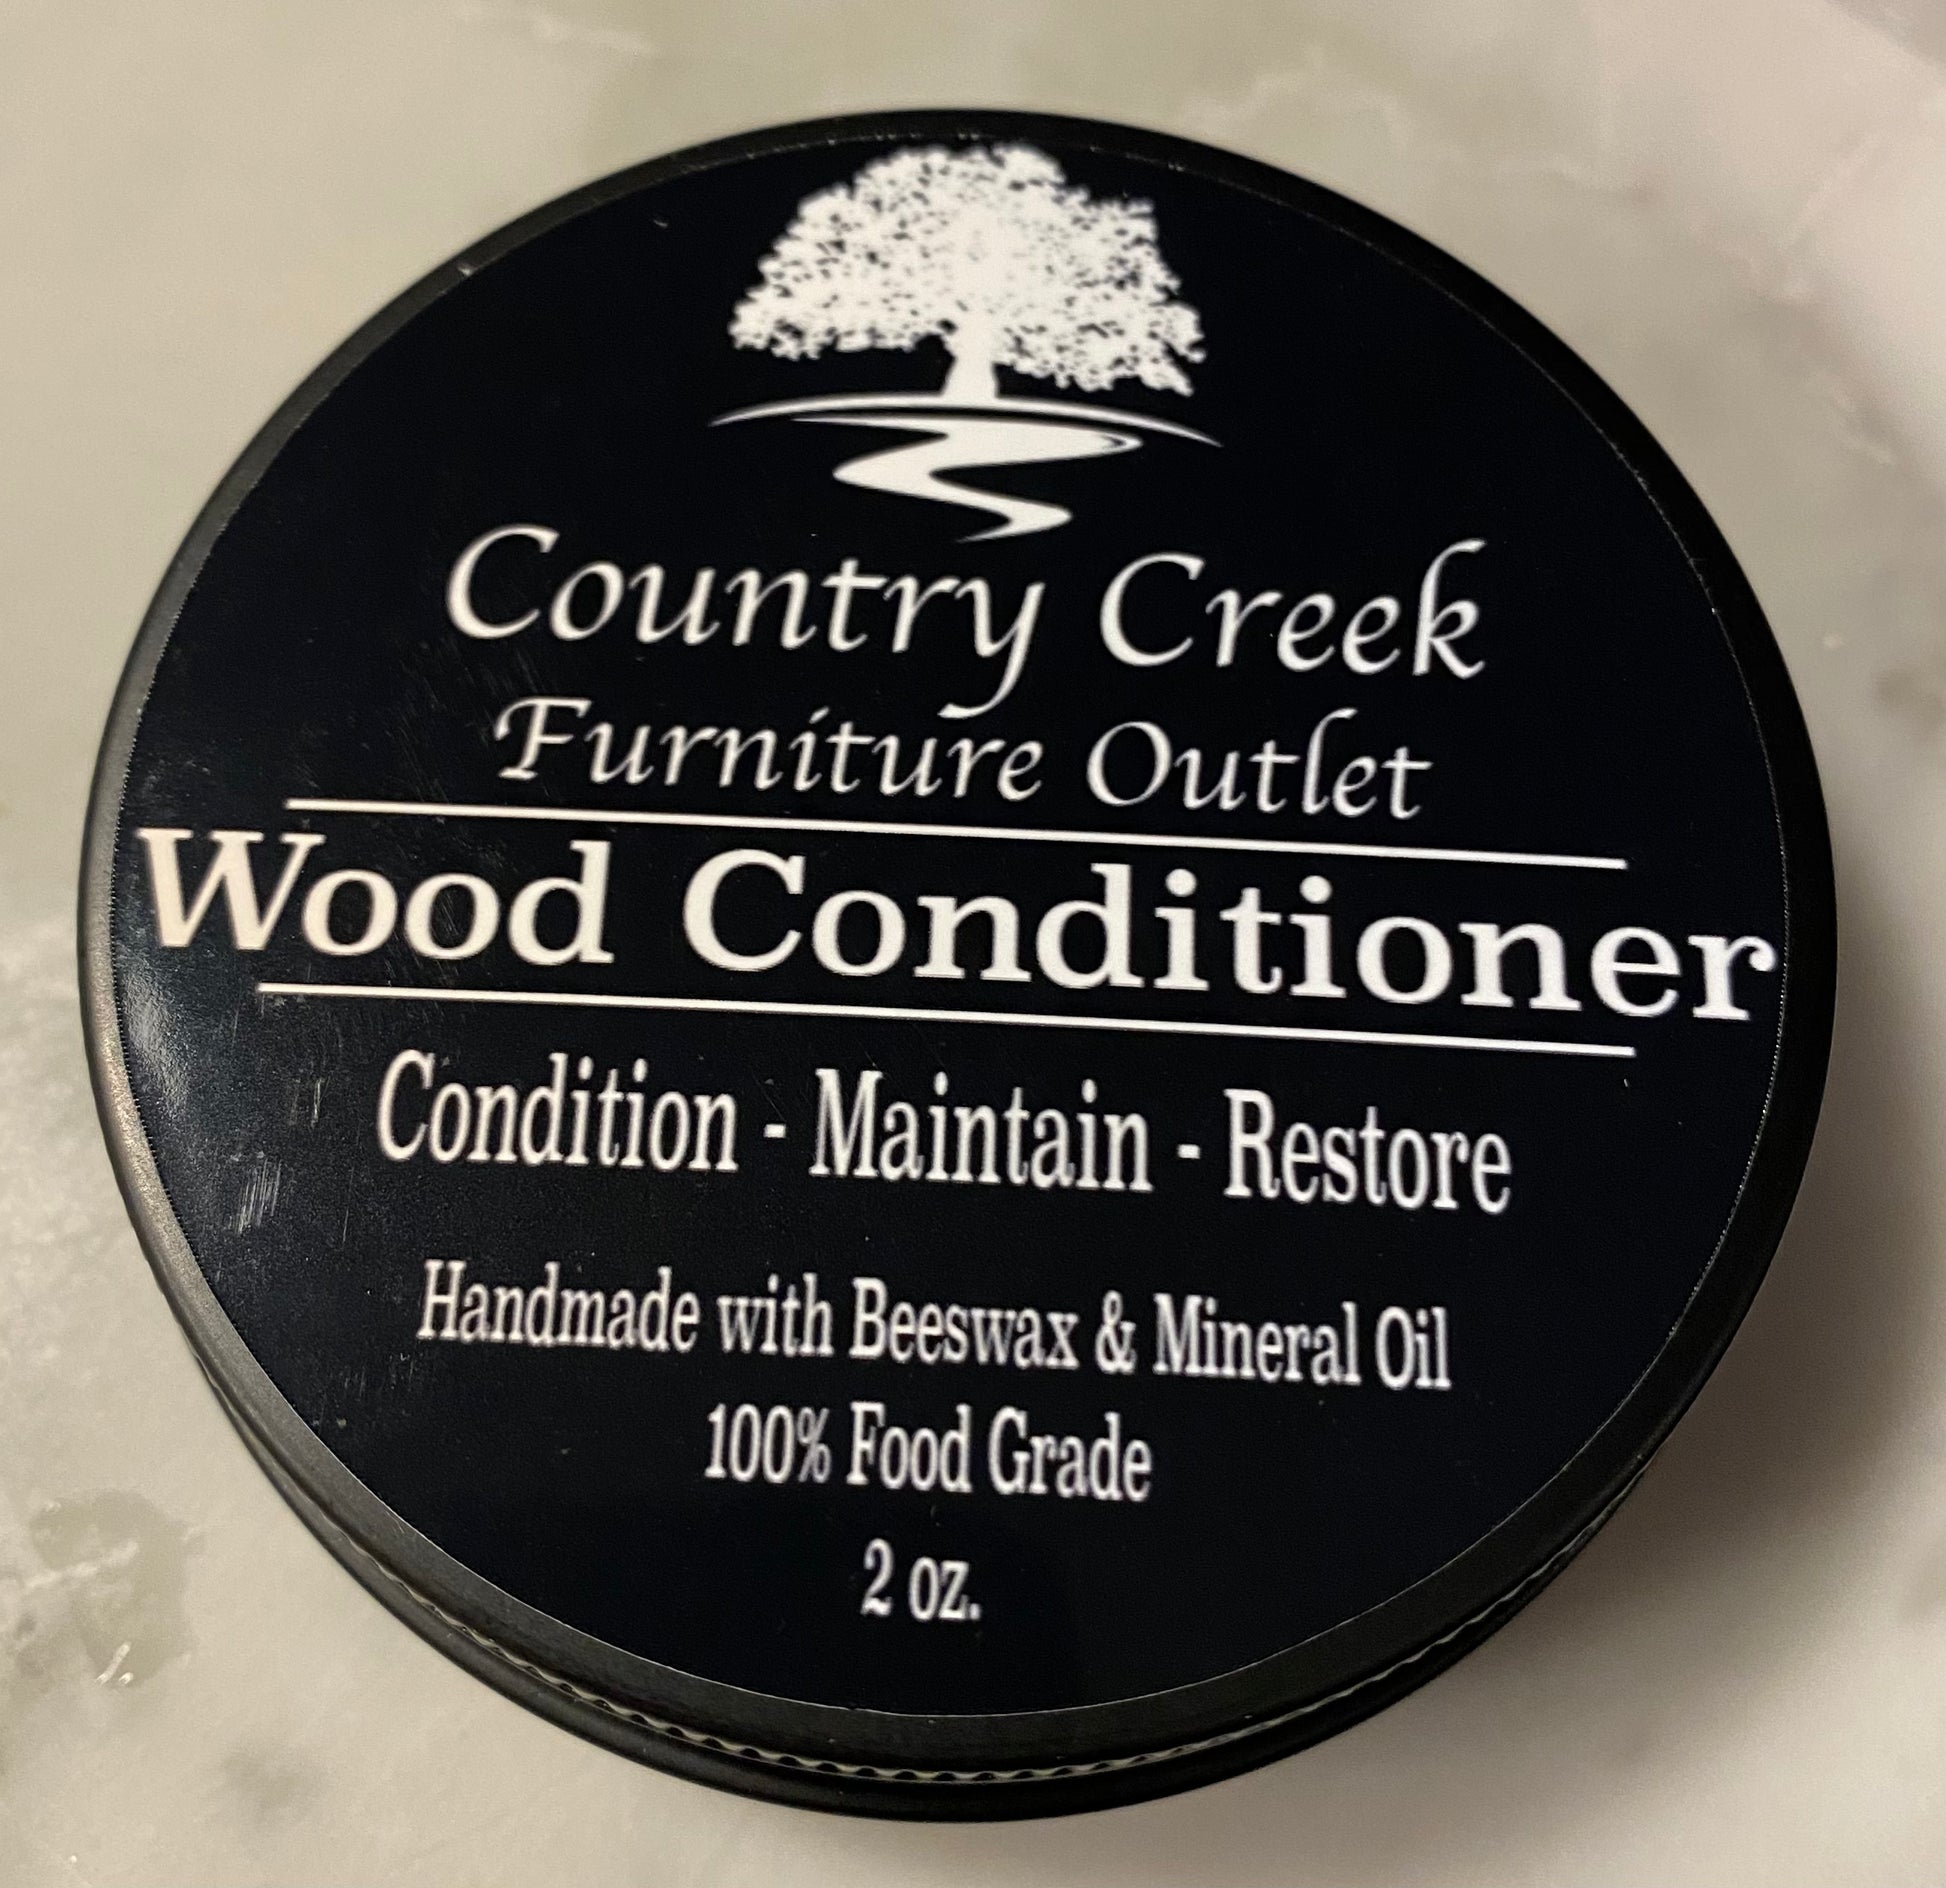 Country Creek
Furniture Outlet
Wood Conditioner
Condition - Maintain - Restore
Handmade with Beeswax & Mineral Oil
100% Food Grade
2 oz.